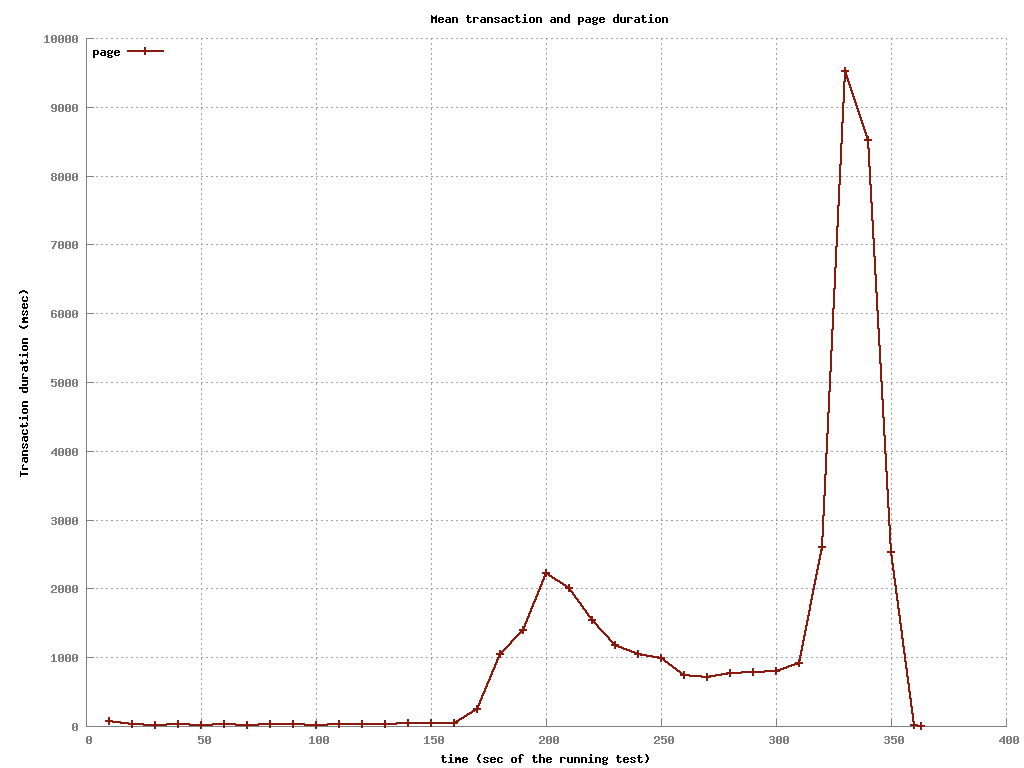 Mean transaction and page duration
10000
page
9000
8000
7000
6000
5000
4000
3000
2000
1000
0
Transaction duration (msec)
0 50 100 150 200 250 300 350 400
time (sec of the running test)